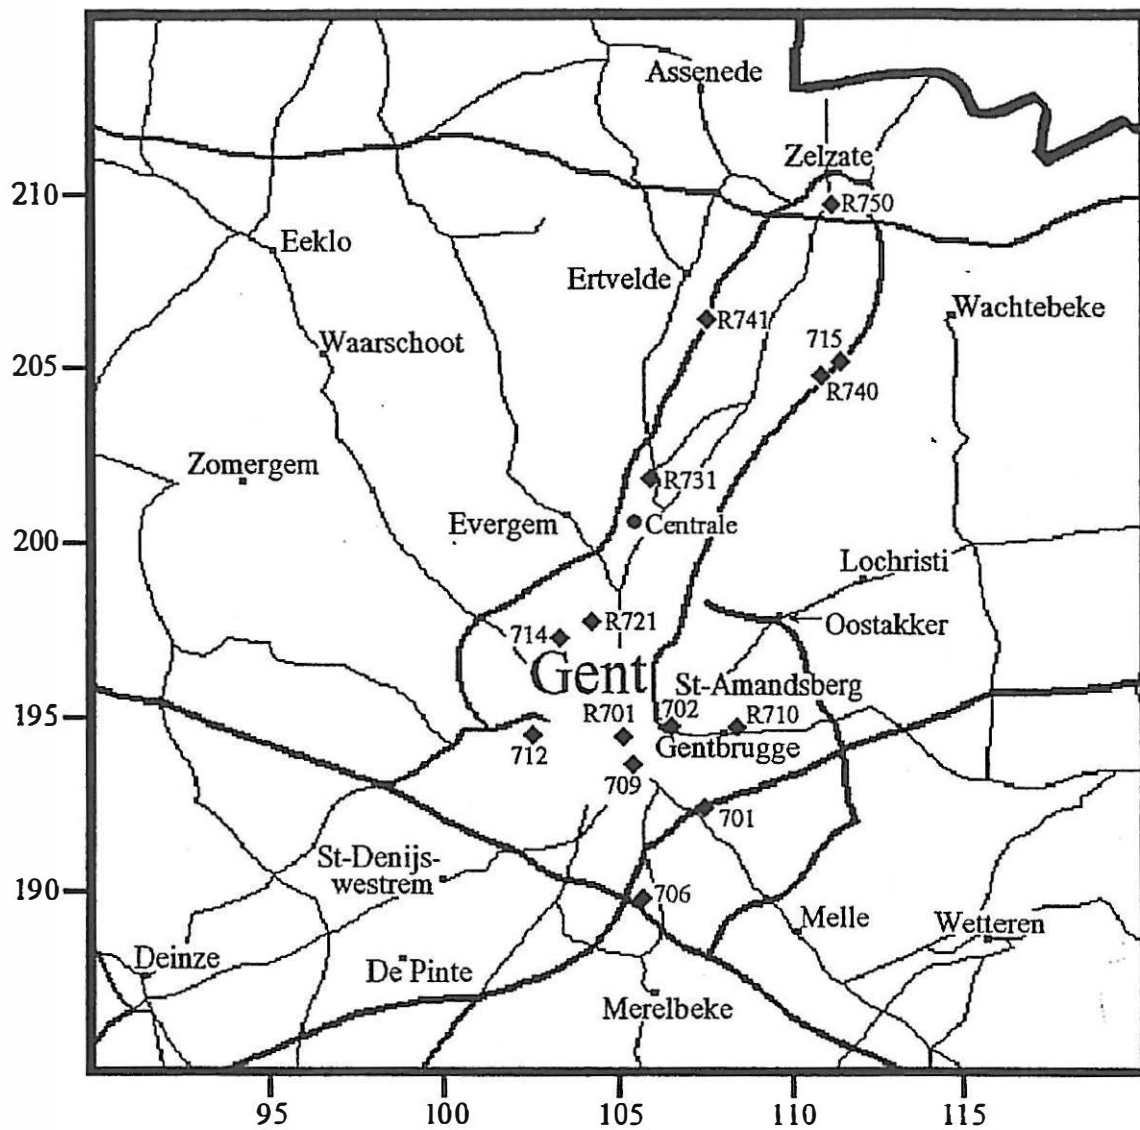 Assenede
Zelzate
210
R750
Eeklo
Ertvelde
Wachtebeke
R741
715
Waarschoot
205
R740
Zomergem
R731
Evergem
Centrale
200
Lochristi
R721
Oostakker
714
Gent
St-Amandsberg
195
R701
702
R710
712
Gentbrugge
709
701
St-Denijs-
westrem
190
706
Melle
Wetteren
Deinze
De Pinte
Merelbeke
95
100
105
110
115